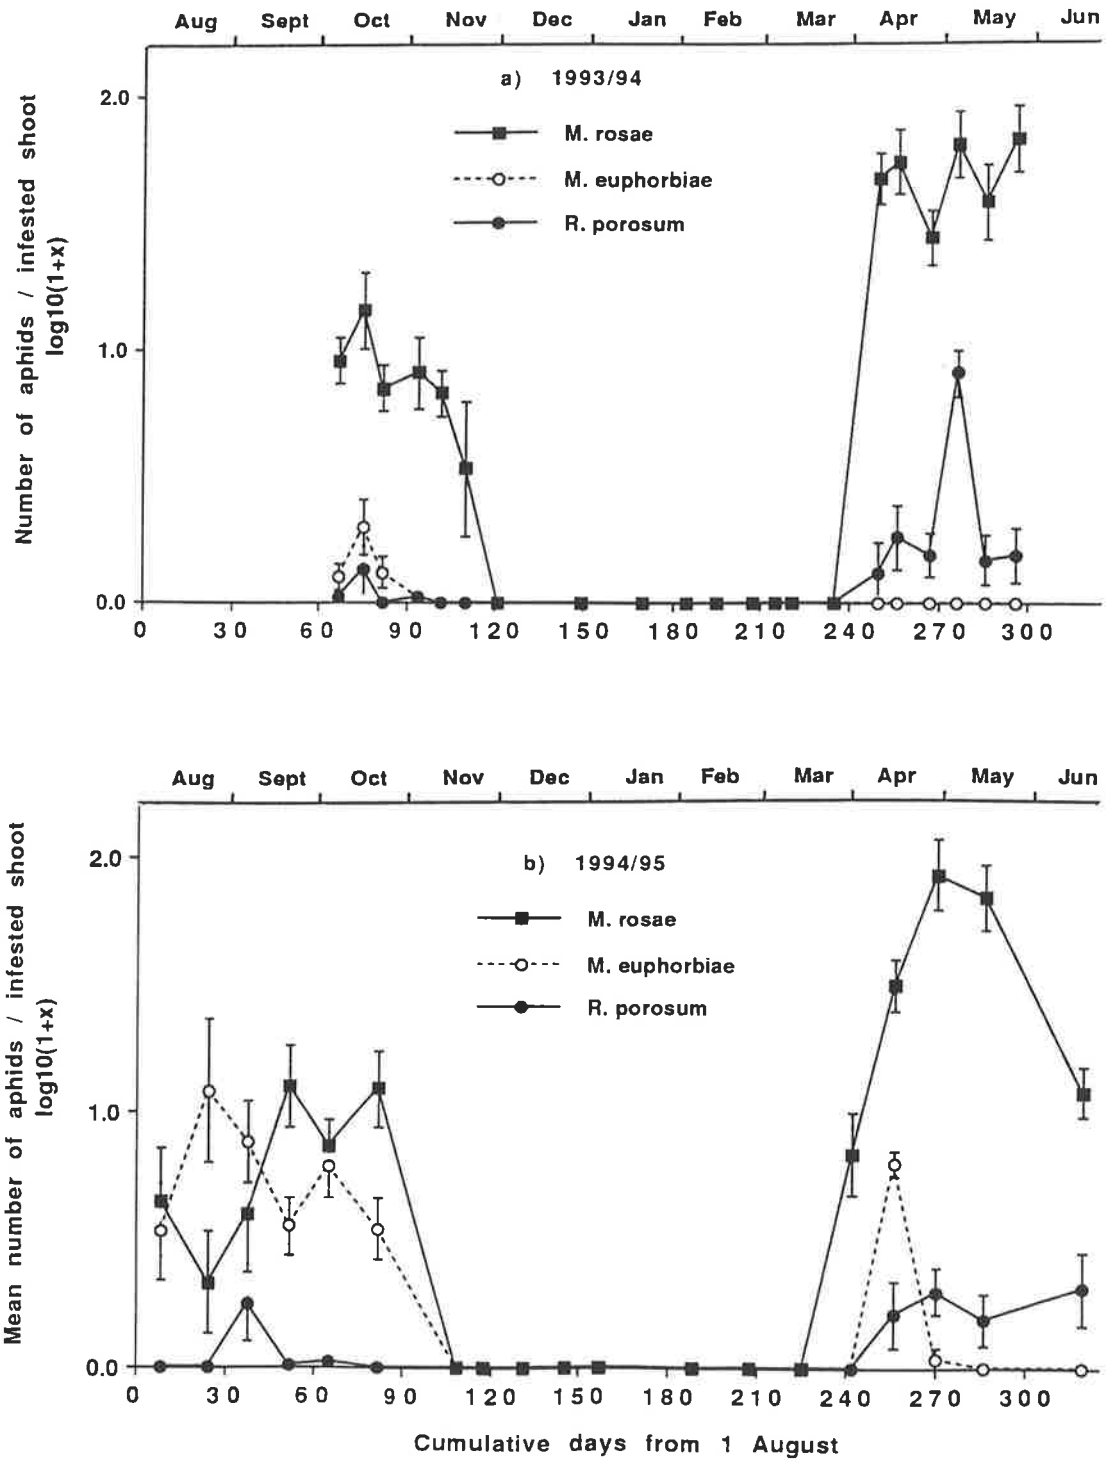 Aug Sept Oct Nov Dec Jan Feb Mar Apr May Jun
a) 1993/94
2.0
M. rosae
M. euphorbiae
R. porosum
Number of aphids / infested shoot
log10(1+x)
1.0
0.0
0 30 60 90 120 150 180 210 240 270 300
Aug Sept Oct Nov Dec Jan Feb Mar Apr May Jun
b) 1994/95
2.0
M. rosae
M. euphorbiae
R. porosum
Mean number of aphids / infested shoot
log10(1+x)
1.0
0.0
0 30 60 90 120 150 180 210 240 270 300
Cumulative days from 1 August